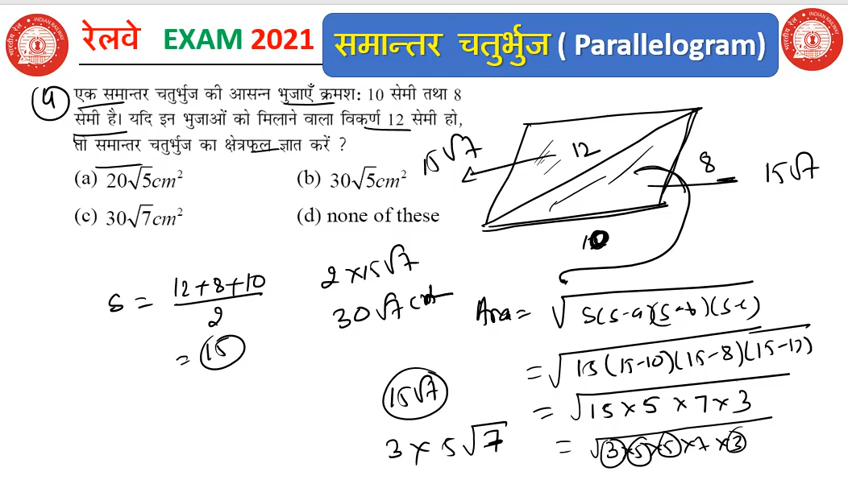 रेलवे EXAM 2021
समान्तर चतुर्भुज ( Parallelogram)
4
एक समान्तर चतुर्भुज की आसन्न भुजाएँ क्रमश: 10 सेमी तथा 8
सेमी है। यदि इन भुजाओं को मिलाने वाला विकर्ण 12 सेमी हो,
तो समान्तर चतुर्भुज का क्षेत्रफल ज्ञात करें ?
(a) 20√5cm²
(b) 30√5cm²
(c) 30√7cm²
(d) none of these
15√7
12
8
15√7
10
S = (12+8+10)/2
= 15
2×15√7
30√7
Area = √S(S-a)(S-b)(S-c)
= √15(15-10)(15-8)(15-12)
= √15×5×7×3
= √3×5×5×7×3
15√7
3×5√7